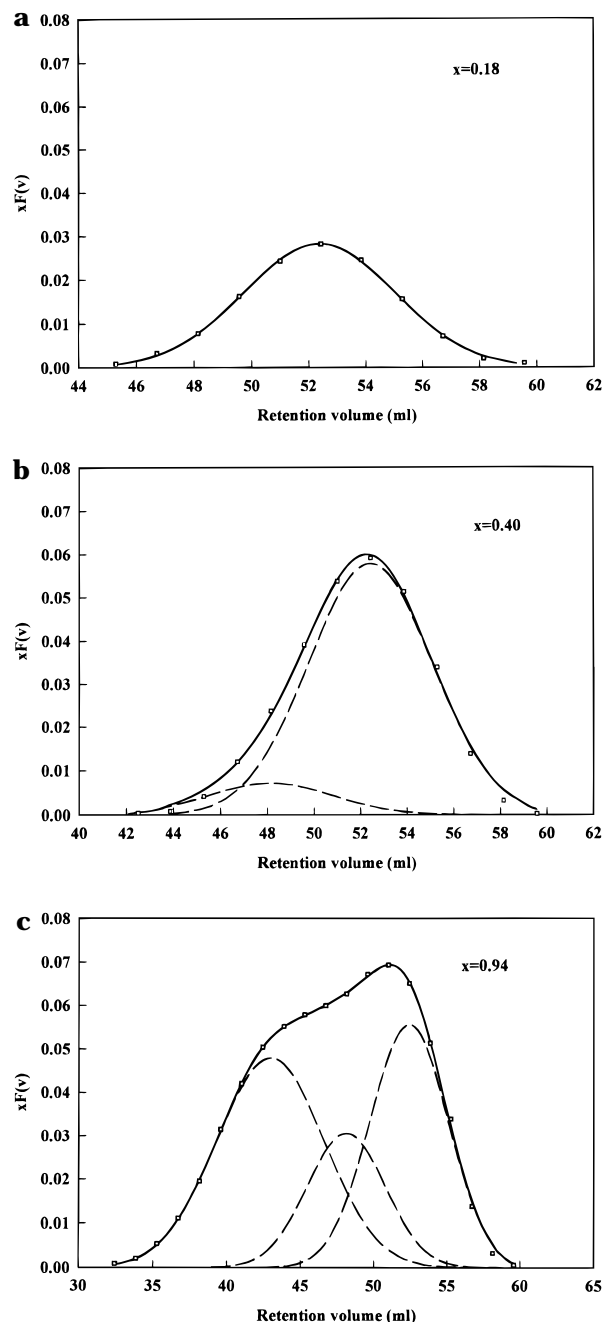 a
0.08
x=0.18
0.07
0.06
0.05
xF(v)
0.04
0.03
0.02
0.01
0.00
44 46 48 50 52 54 56 58 60 62
Retention volume (ml)
b
0.08
x=0.40
0.07
0.06
0.05
xF(v)
0.04
0.03
0.02
0.01
0.00
40 42 44 46 48 50 52 54 56 58 60 62
Retention volume (ml)
c
0.08
x=0.94
0.07
0.06
0.05
xF(v)
0.04
0.03
0.02
0.01
0.00
30 35 40 45 50 55 60 65
Retention volume (ml)